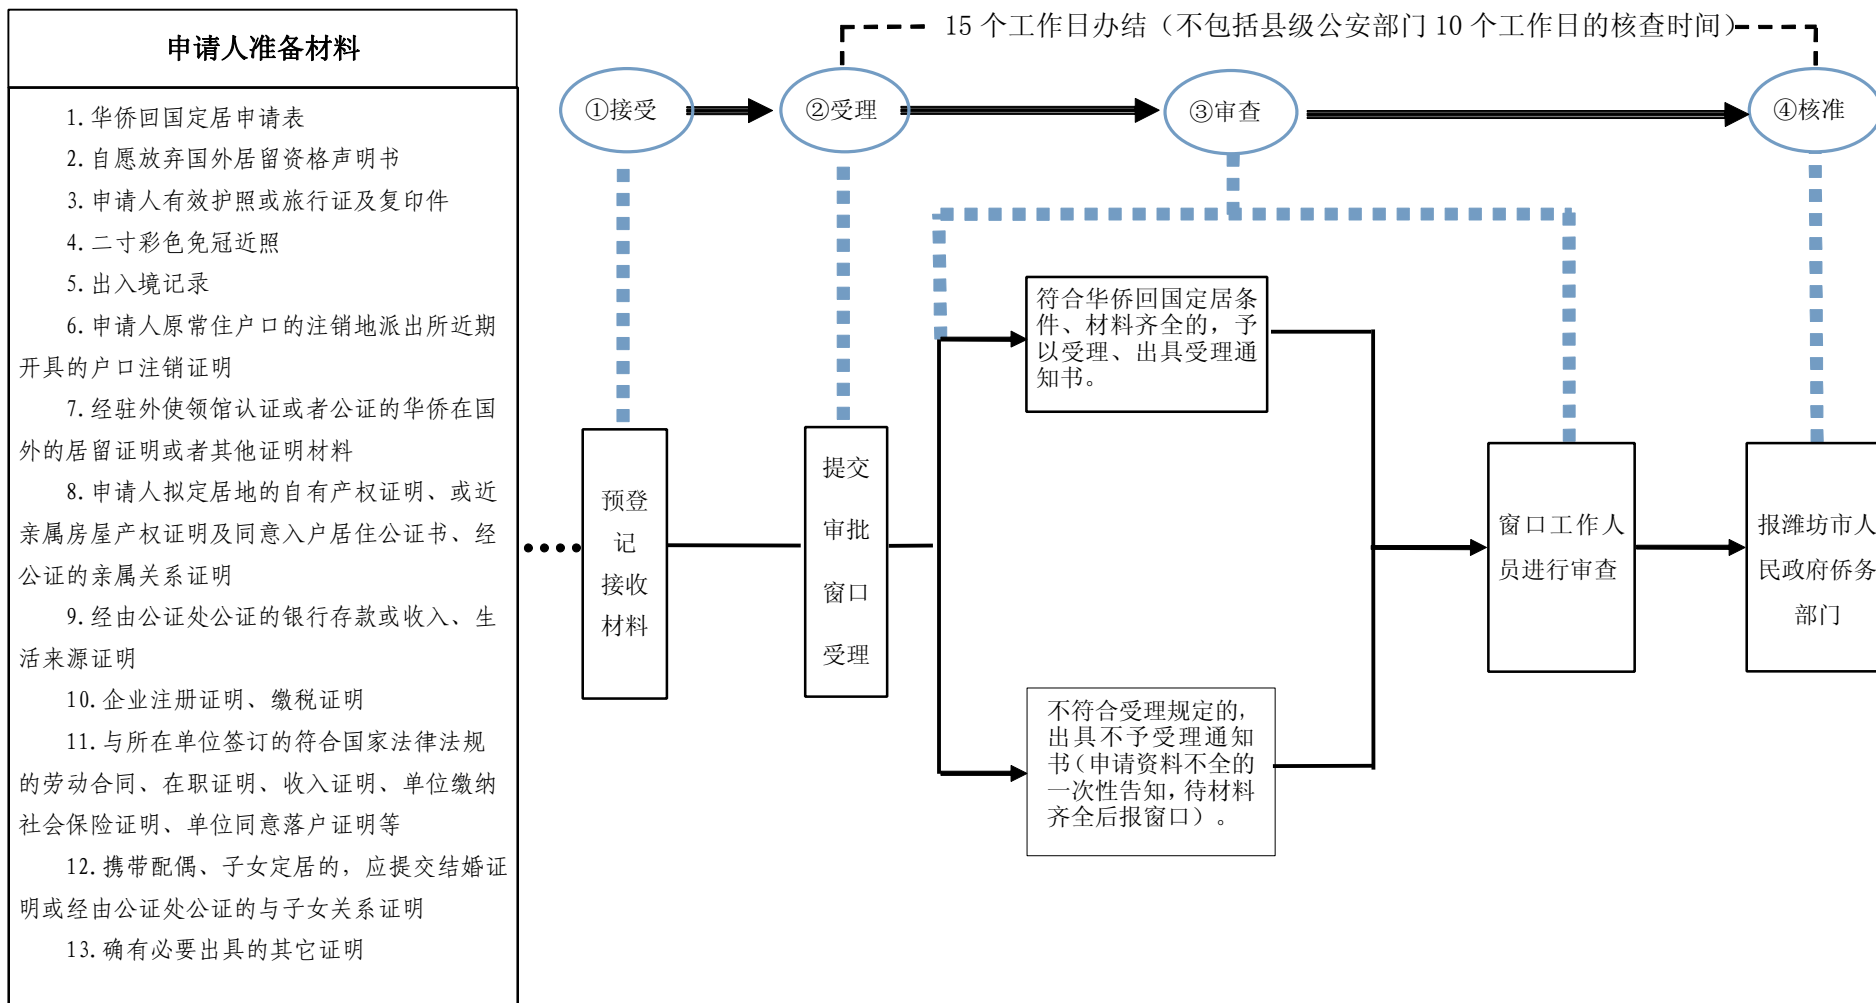 申请人准备材料
1.华侨回国定居申请表
2.自愿放弃国外居留资格声明书
3.申请人有效护照或旅行证及复印件
4.二寸彩色免冠近照
5.出入境记录
6.申请人原常住户口的注销地派出所近期
开具的户口注销证明
7.经驻外使领馆认证或者公证的华侨在国
外的居留证明或者其他证明材料
8.申请人拟定居地的自有产权证明、或近
亲属房屋产权证明及同意入户居住公证书、经
公证的亲属关系证明
9.经由公证处公证的银行存款或收入、生
活来源证明
10.企业注册证明、缴税证明
11.与所在单位签订的符合国家法律法规
的劳动合同、在职证明、收入证明、单位缴纳
社会保险证明、单位同意落户证明等
12.携带配偶、子女定居的，应提交结婚证
明或经由公证处公证的与子女关系证明
13.确有必要出具的其它证明
15个工作日办结（不包括县级公安部门10个工作日的核查时间）
①接受
②受理
③审查
④核准
预登
记
接收
材料
提交
审批
窗口
受理
符合华侨回国定居条
件、材料齐全的，予
以受理、出具受理通
知书。
不符合受理规定的，
出具不予受理通知
书（申请资料不全的
一次性告知，待材料
齐全后报窗口）。
窗口工作人
员进行审查
报潍坊市人
民政府侨务
部门